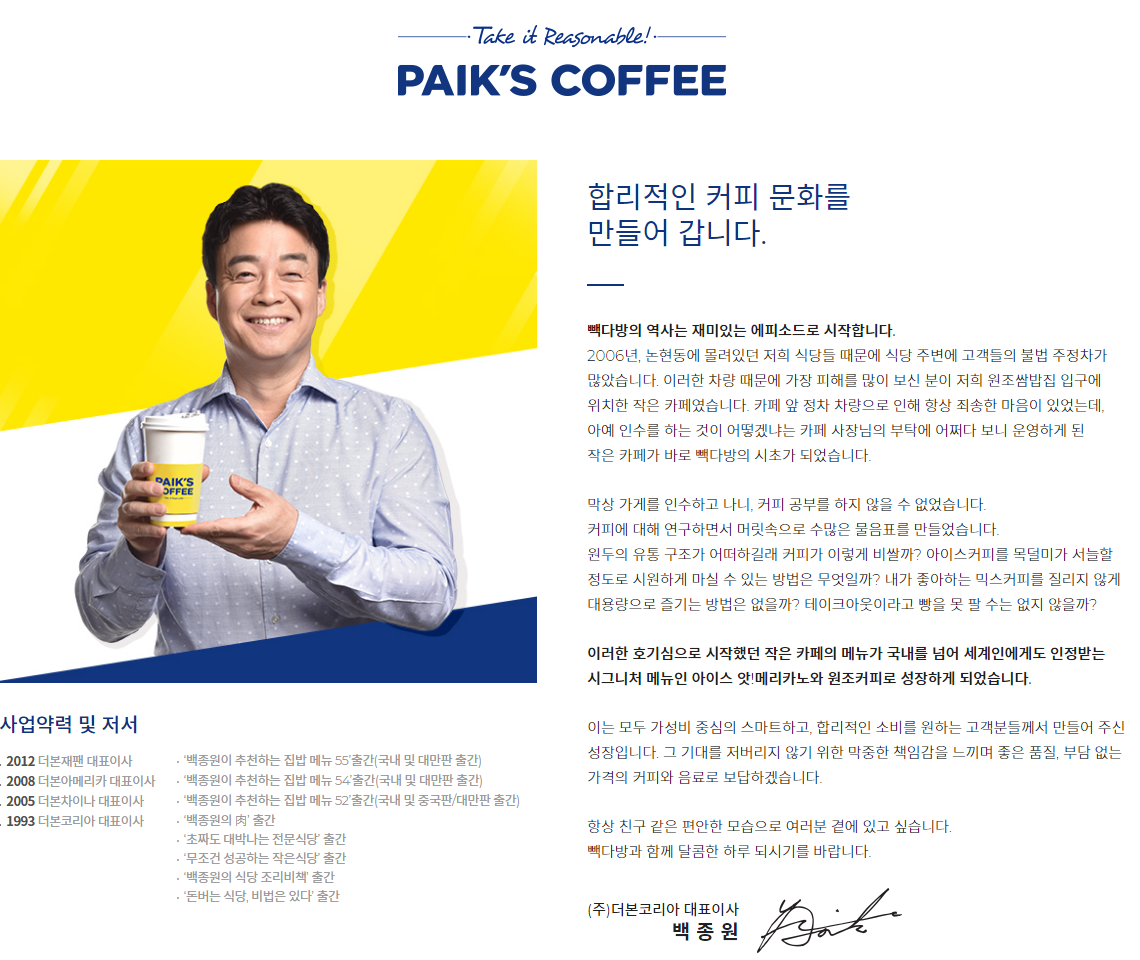 Take it Reasonable!
PAIK'S COFFEE
PAIK'S
COFFEE
합리적인 커피 문화를
만들어 갑니다.
빽다방의 역사는 재미있는 에피소드로 시작합니다.
2006년, 논현동에 몰려있던 저희 식당들 때문에 식당 주변에 고객들의 불법 주정차가
많았습니다. 이러한 차량 때문에 가장 피해를 많이 보신 분이 저희 원조쌈밥집 입구에
위치한 작은 카페였습니다. 카페 앞 정차 차량으로 인해 항상 죄송한 마음이 있었는데,
아예 인수를 하는 것이 어떻겠냐는 카페 사장님의 부탁에 어쩌다 보니 운영하게 된
작은 카페가 바로 빽다방의 시초가 되었습니다.
막상 가게를 인수하고 나니, 커피 공부를 하지 않을 수 없었습니다.
커피에 대해 연구하면서 머릿속으로 수많은 물음표를 만들었습니다.
원두의 유통 구조가 어떠하길래 커피가 이렇게 비쌀까? 아이스커피를 목덜미가 서늘할
정도로 시원하게 마실 수 있는 방법은 무엇일까? 내가 좋아하는 믹스커피를 질리지 않게
대용량으로 즐기는 방법은 없을까? 테이크아웃이라고 빵을 못 팔 수는 없지 않을까?
이러한 호기심으로 시작했던 작은 카페의 메뉴가 국내를 넘어 세계인에게도 인정받는
시그니처 메뉴인 아이스 앗!메리카노와 원조커피로 성장하게 되었습니다.
이는 모두 가성비 중심의 스마트하고, 합리적인 소비를 원하는 고객분들께서 만들어 주신
성장입니다. 그 기대를 저버리지 않기 위한 막중한 책임감을 느끼며 좋은 품질, 부담 없는
가격의 커피와 음료로 보답하겠습니다.
항상 친구 같은 편안한 모습으로 여러분 곁에 있고 싶습니다.
빽다방과 함께 달콤한 하루 되시기를 바랍니다.
(주)더본코리아 대표이사
백 종 원
사업약력 및 저서
. 2012 더본재팬 대표이사
. 2008 더본아메리카 대표이사
. 2005 더본차이나 대표이사
. 1993 더본코리아 대표이사
· '백종원이 추천하는 집밥 메뉴 55'출간(국내 및 대만판 출간)
· '백종원이 추천하는 집밥 메뉴 54'출간(국내 및 대만판 출간)
· '백종원이 추천하는 집밥 메뉴 52'출간(국내 및 중국판/대만판 출간)
· '백종원의 肉' 출간
· '초짜도 대박나는 전문식당' 출간
· '무조건 성공하는 작은식당' 출간
· '백종원의 식당 조리비책' 출간
· '돈버는 식당, 비법은 있다' 출간